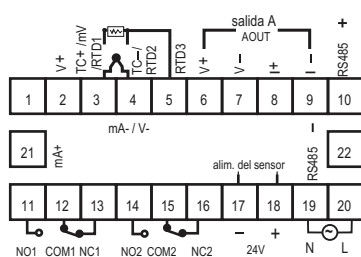 salida A
AOUT
+
V+
TC+ /mV
/RTD1
TC−/
RTD2
RTD3
V+
V-
I+
I-
RS485
1 2 3 4 5 6 7 8 9 10
mA- / V-
21
mA+
alim. del sensor
−
RS485
22
11 12 13 14 15 16 17 18 19 20
NO1 COM1 NC1 NO2 COM2 NC2 − 24V + N L